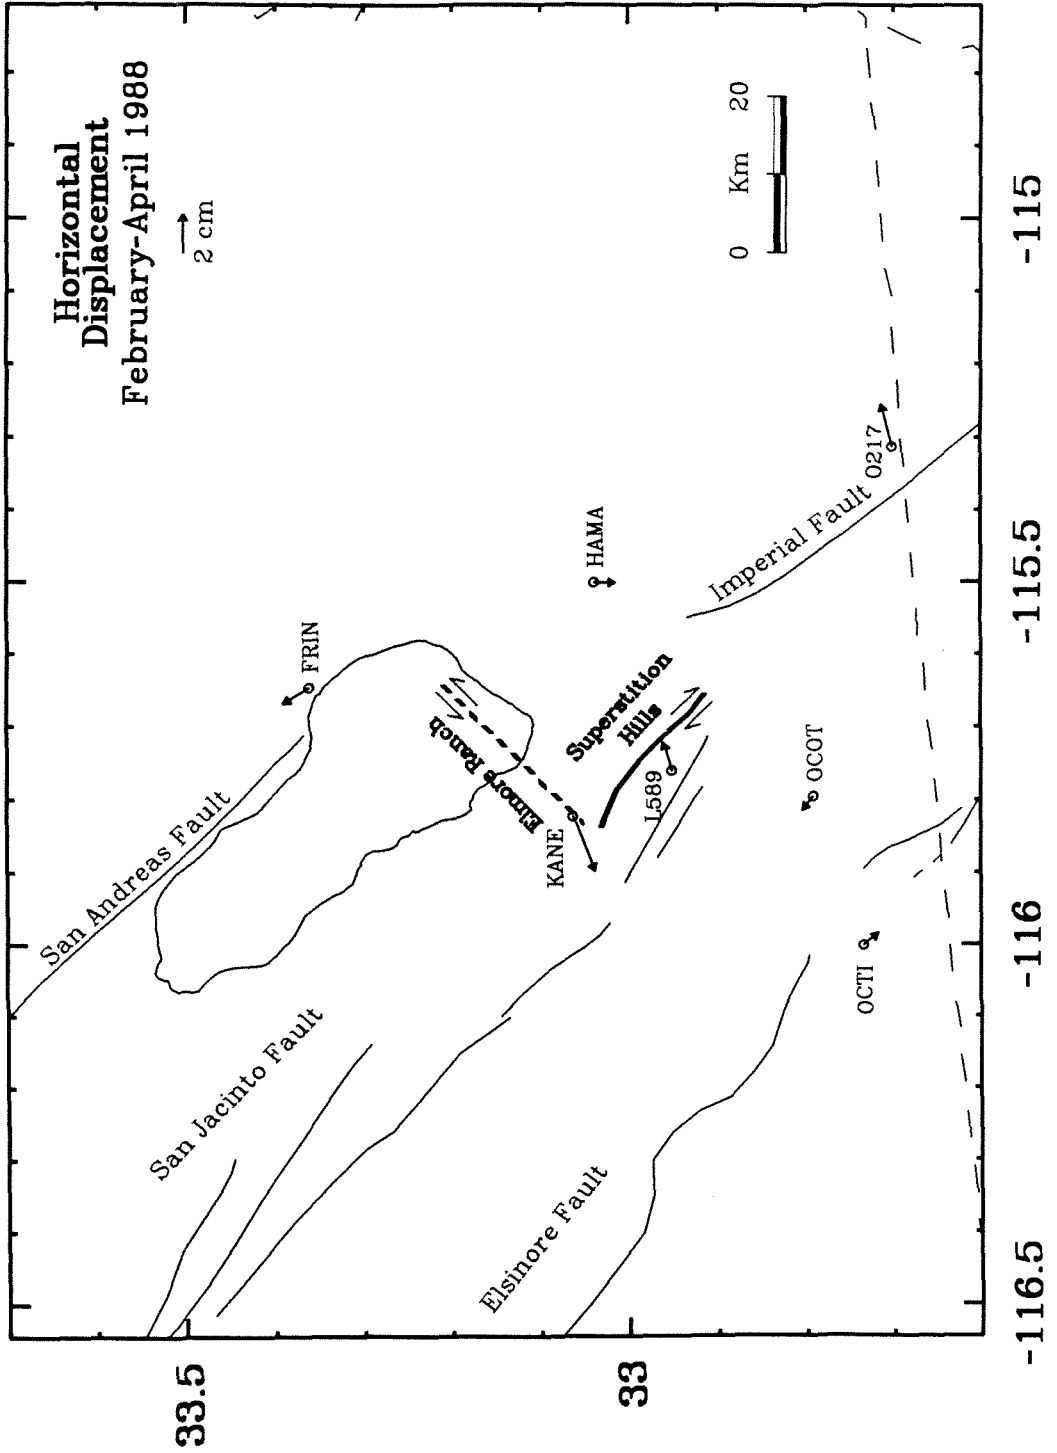 Horizontal
Displacement
February-April 1988
2 cm
San Andreas Fault
FRIN
San Jacinto Fault
Elmore Ranch
KANE
HAMA
Superstition
Hills
L589
Elsinore Fault
Imperial Fault
0 Km 20
OCOT
OCTI
O217
33.5
33
-116.5
-116
-115.5
-115